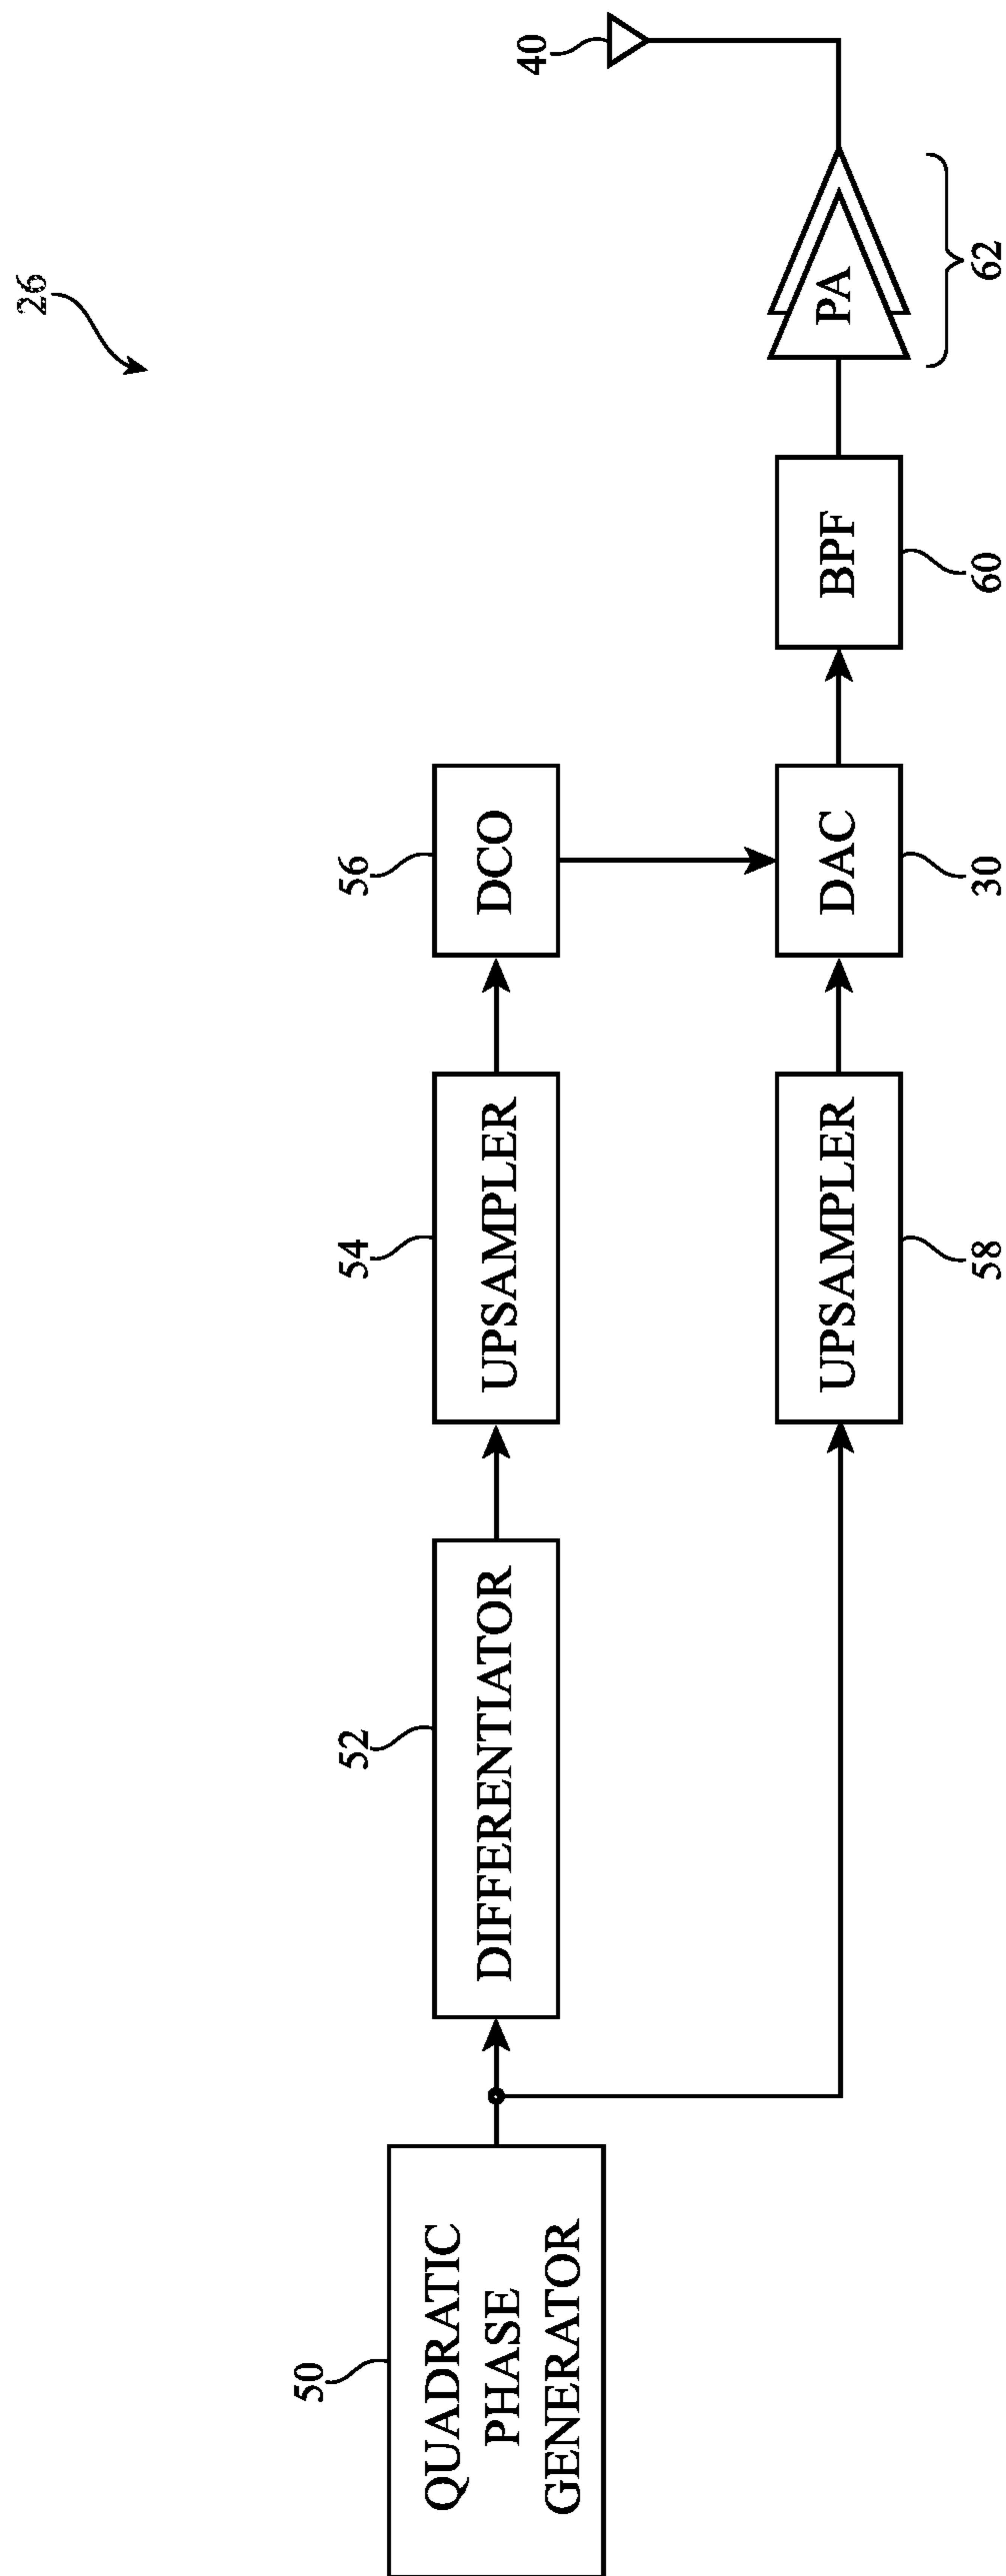 26
50
QUADRATIC
PHASE
GENERATOR
52
DIFFERENTIATOR
54
UPSAMPLER
56
DCO
40
UPSAMPLER
58
DAC
30
BPF
60
PA
62